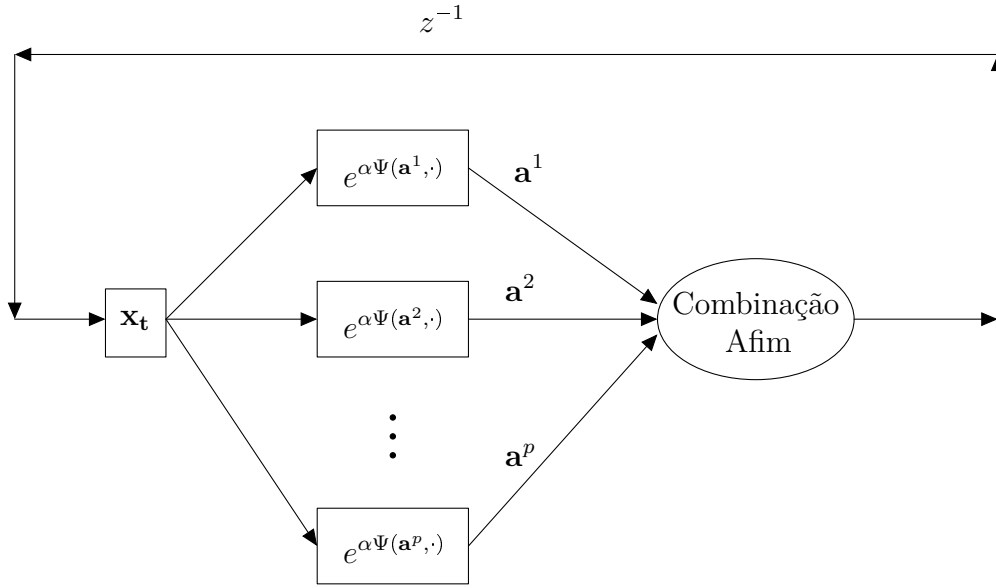 z^{-1}
e^{αΨ(a^1,·)}
a^1
x_t
e^{αΨ(a^2,·)}
a^2
Combinação
Afim
e^{αΨ(a^p,·)}
a^p